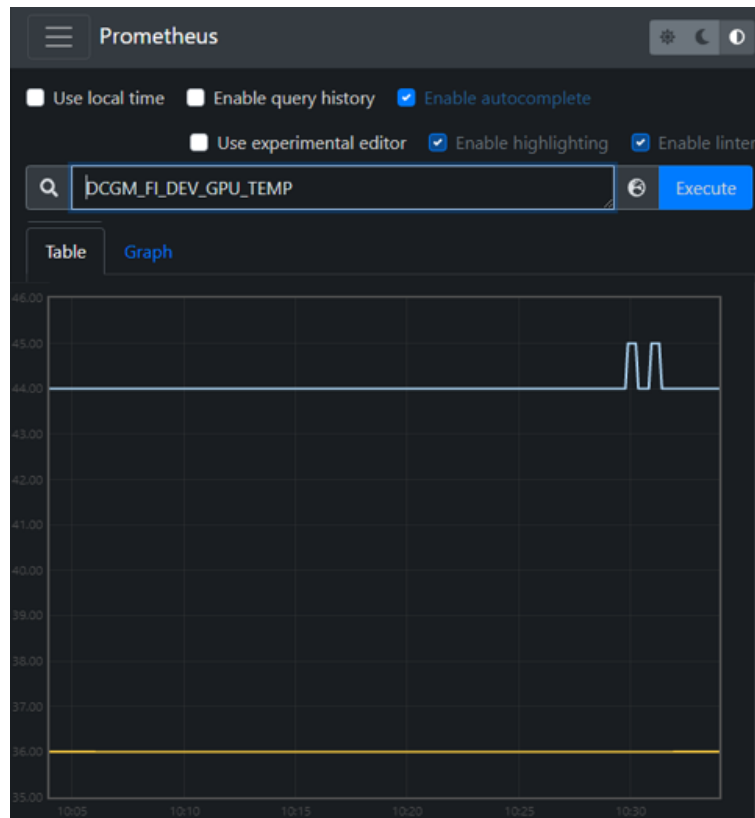 Prometheus
Use local time Enable query history Enable autocomplete
Use experimental editor Enable highlighting Enable linter
DCGM_FI_DEV_GPU_TEMP Execute
Table Graph
46.00
45.00
44.00
43.00
42.00
41.00
40.00
39.00
38.00
37.00
36.00
35.00
10:05 10:10 10:15 10:20 10:25 10:30